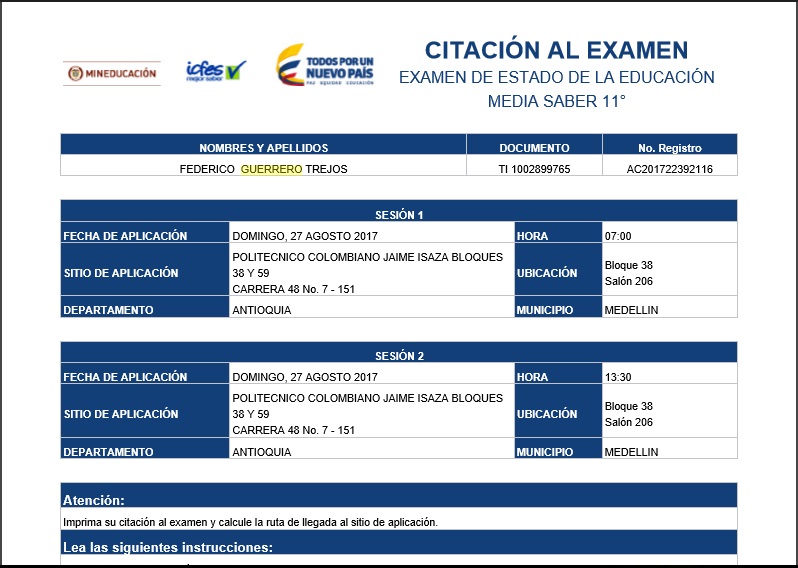 MINEDUCACIÓN
icfes
mejor saber
TODOS POR UN
NUEVO PAÍS
PAZ EQUIDAD EDUCACIÓN
CITACIÓN AL EXAMEN
EXAMEN DE ESTADO DE LA EDUCACIÓN
MEDIA SABER 11°
NOMBRES Y APELLIDOS DOCUMENTO No. Registro
FEDERICO GUERRERO TREJOS TI 1002899765 AC201722392116
SESIÓN 1
FECHA DE APLICACIÓN DOMINGO, 27 AGOSTO 2017 HORA 07:00
SITIO DE APLICACIÓN
POLITECNICO COLOMBIANO JAIME ISAZA BLOQUES
38 Y 59
CARRERA 48 No. 7 - 151
UBICACIÓN
Bloque 38
Salón 206
DEPARTAMENTO ANTIOQUIA MUNICIPIO MEDELLIN
SESIÓN 2
FECHA DE APLICACIÓN DOMINGO, 27 AGOSTO 2017 HORA 13:30
SITIO DE APLICACIÓN
POLITECNICO COLOMBIANO JAIME ISAZA BLOQUES
38 Y 59
CARRERA 48 No. 7 - 151
UBICACIÓN
Bloque 38
Salón 206
DEPARTAMENTO ANTIOQUIA MUNICIPIO MEDELLIN
Atención:
Imprima su citación al examen y calcule la ruta de llegada al sitio de aplicación.
Lea las siguientes instrucciones: